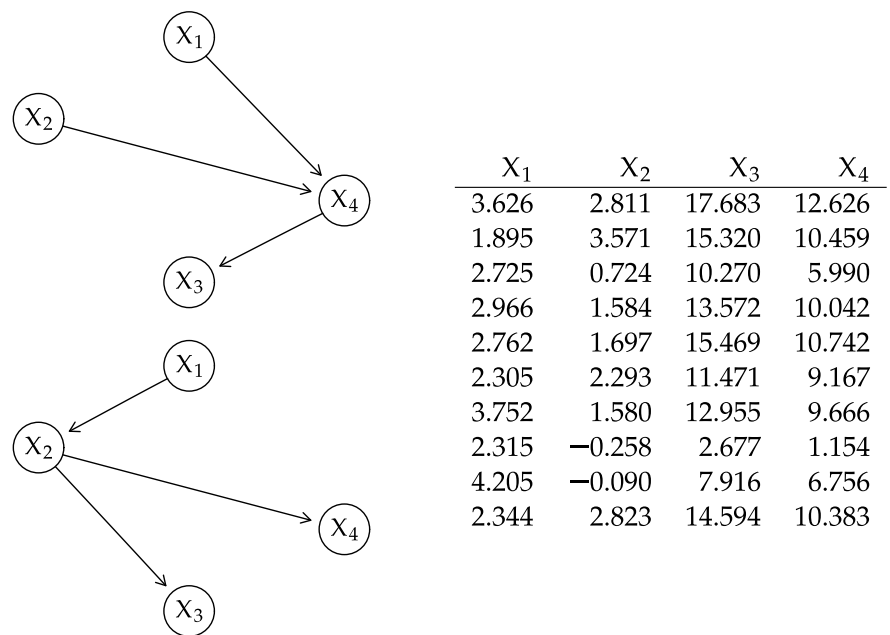 X₁
X₂
X₄
X₃
X₁
X₂
X₄
X₃
X₁ X₂ X₃ X₄
3.626 2.811 17.683 12.626
1.895 3.571 15.320 10.459
2.725 0.724 10.270 5.990
2.966 1.584 13.572 10.042
2.762 1.697 15.469 10.742
2.305 2.293 11.471 9.167
3.752 1.580 12.955 9.666
2.315 −0.258 2.677 1.154
4.205 −0.090 7.916 6.756
2.344 2.823 14.594 10.383